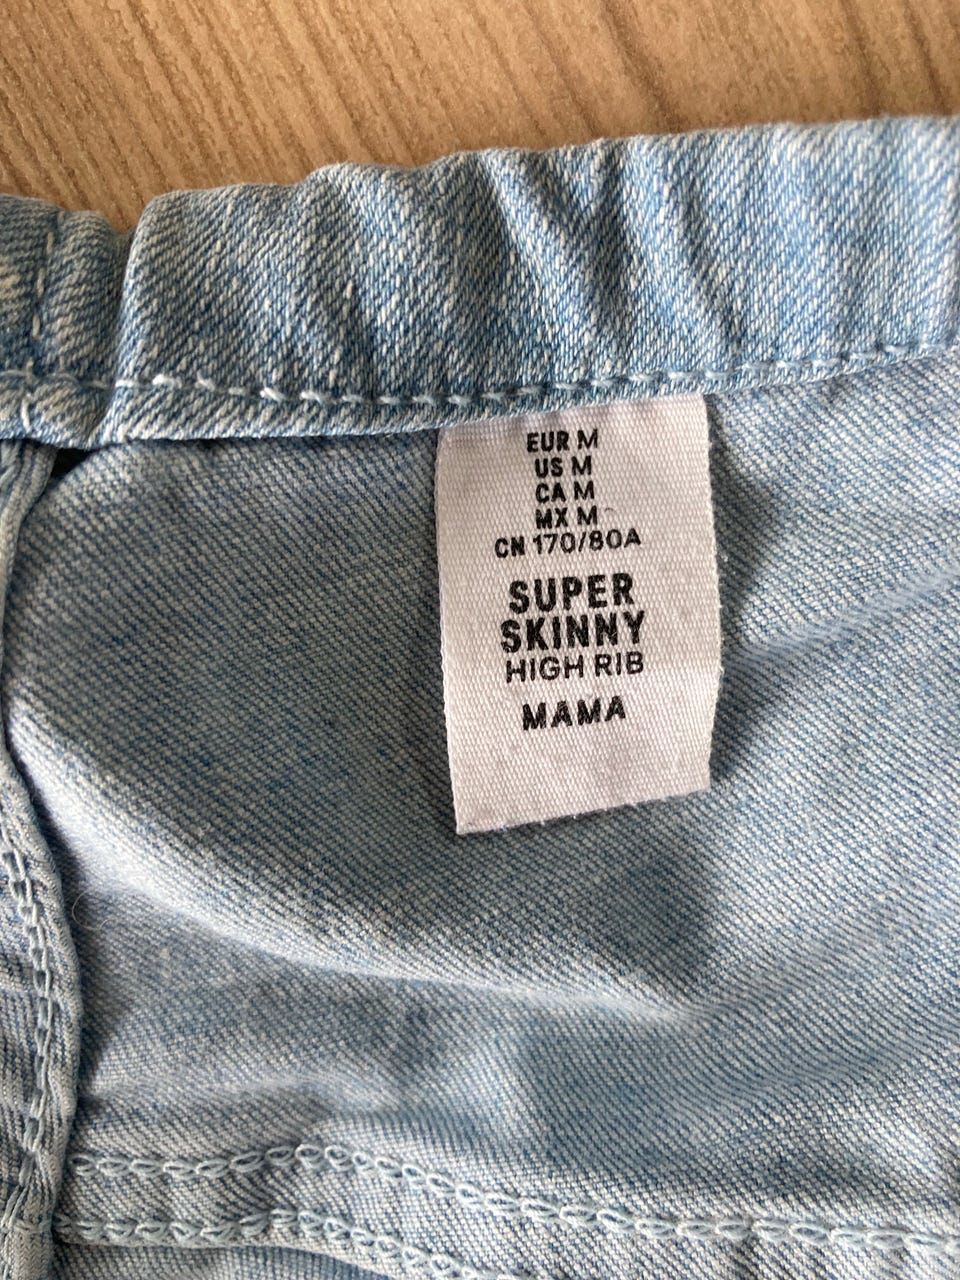 EUR M
US M
CA M
MX M
CN 170/80A
SUPER
SKINNY
HIGH RIB
MAMA